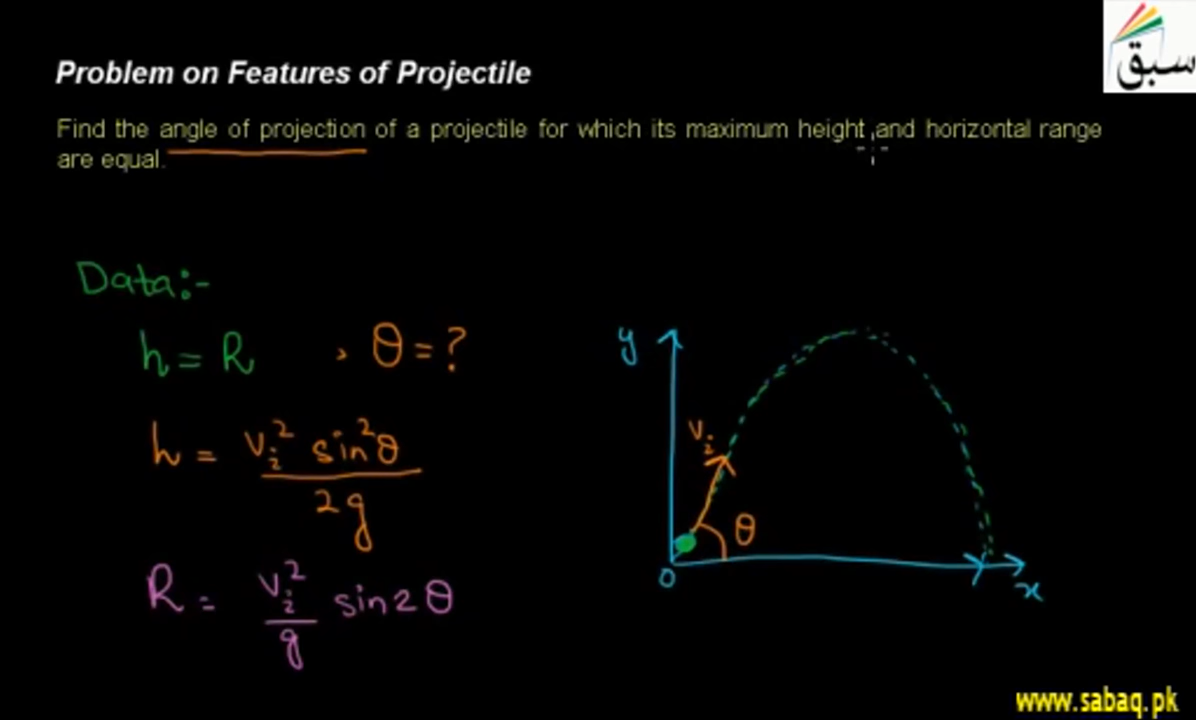 سبق
Problem on Features of Projectile
Find the angle of projection of a projectile for which its maximum height and horizontal range
are equal.
Data:-
h = R , θ = ?
h = vᵢ² sin²θ
2g
R = vᵢ² sin2θ
g
y
vᵢ
θ
0
x
www.sabaq.pk